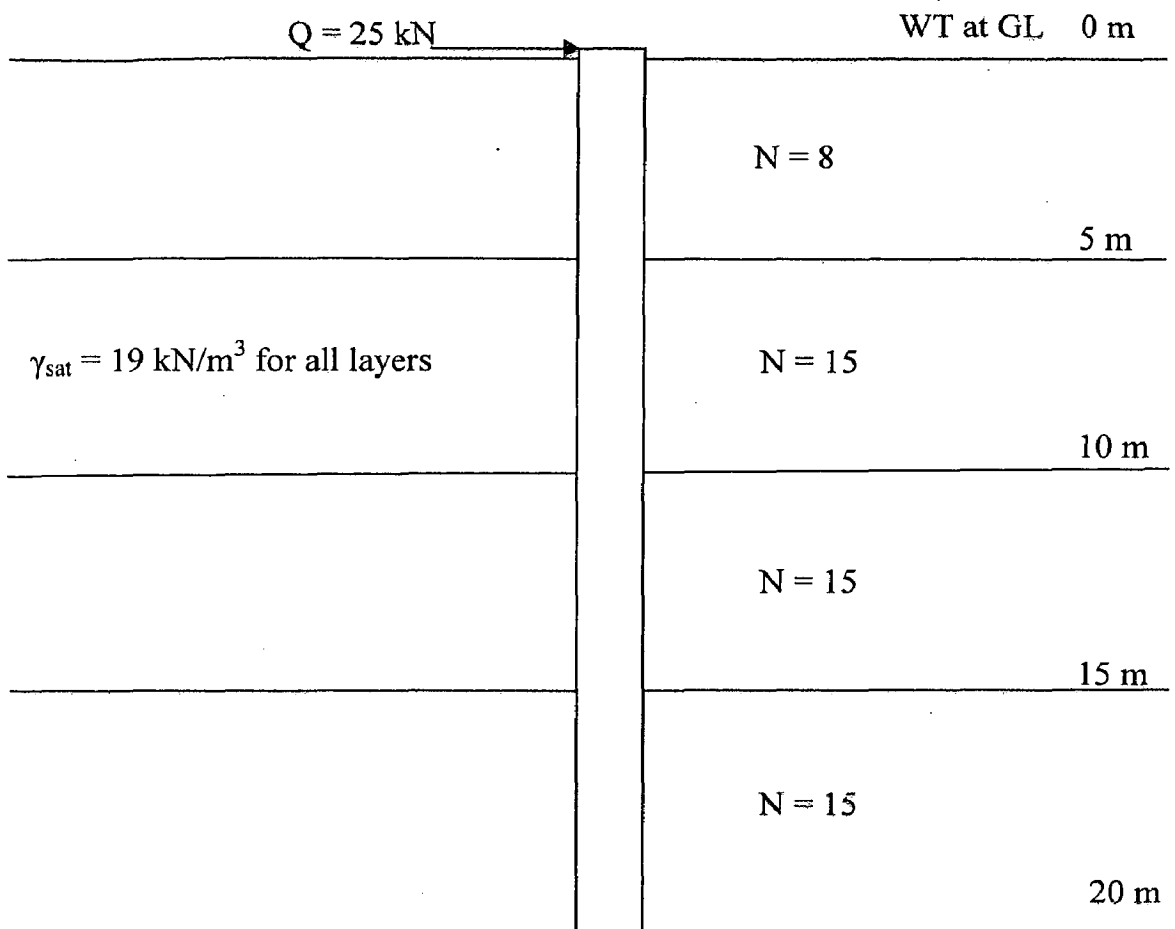 WT at GL 0 m
Q = 25 kN
N = 8
5 m
γsat = 19 kN/m³ for all layers
N = 15
10 m
N = 15
15 m
N = 15
20 m